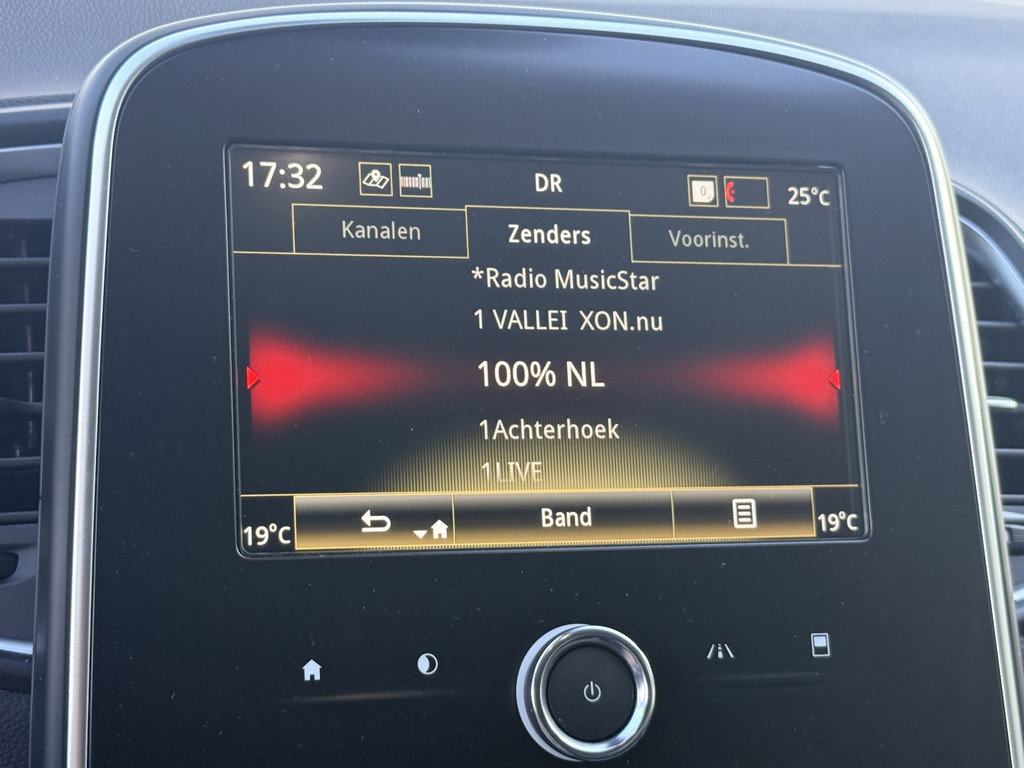 17:32 DR 0 25°C
Kanalen Zenders Voorinst.
*Radio MusicStar
1 VALLEI XON.nu
100% NL
1Achterhoek
1LIVE
19°C Band 19°C